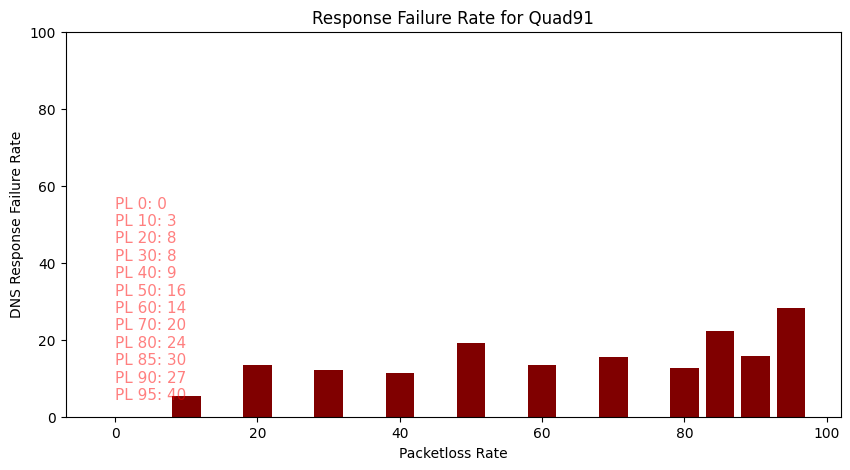 Response Failure Rate for Quad91
100
80
60
40
20
0
DNS Response Failure Rate
PL 0: 0
PL 10: 3
PL 20: 8
PL 30: 8
PL 40: 9
PL 50: 16
PL 60: 14
PL 70: 20
PL 80: 24
PL 85: 30
PL 90: 27
PL 95: 40
0 20 40 60 80 100
Packetloss Rate